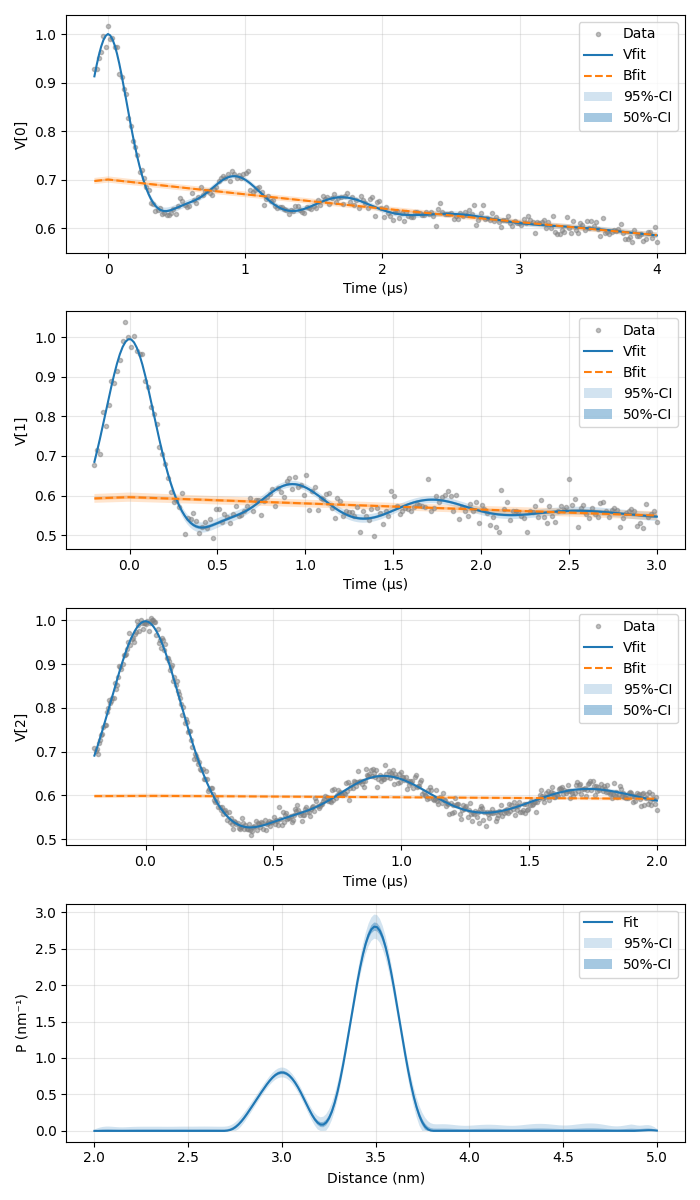 V[0]
1.0
0.9
0.8
0.7
0.6
Data
Vfit
Bfit
95%-CI
50%-CI
0 1 2 3 4
Time (μs)
V[1]
1.0
0.9
0.8
0.7
0.6
0.5
Data
Vfit
Bfit
95%-CI
50%-CI
0.0 0.5 1.0 1.5 2.0 2.5 3.0
Time (μs)
V[2]
1.0
0.9
0.8
0.7
0.6
0.5
Data
Vfit
Bfit
95%-CI
50%-CI
0.0 0.5 1.0 1.5 2.0
Time (μs)
P (nm⁻¹)
3.0
2.5
2.0
1.5
1.0
0.5
0.0
Fit
95%-CI
50%-CI
2.0 2.5 3.0 3.5 4.0 4.5 5.0
Distance (nm)